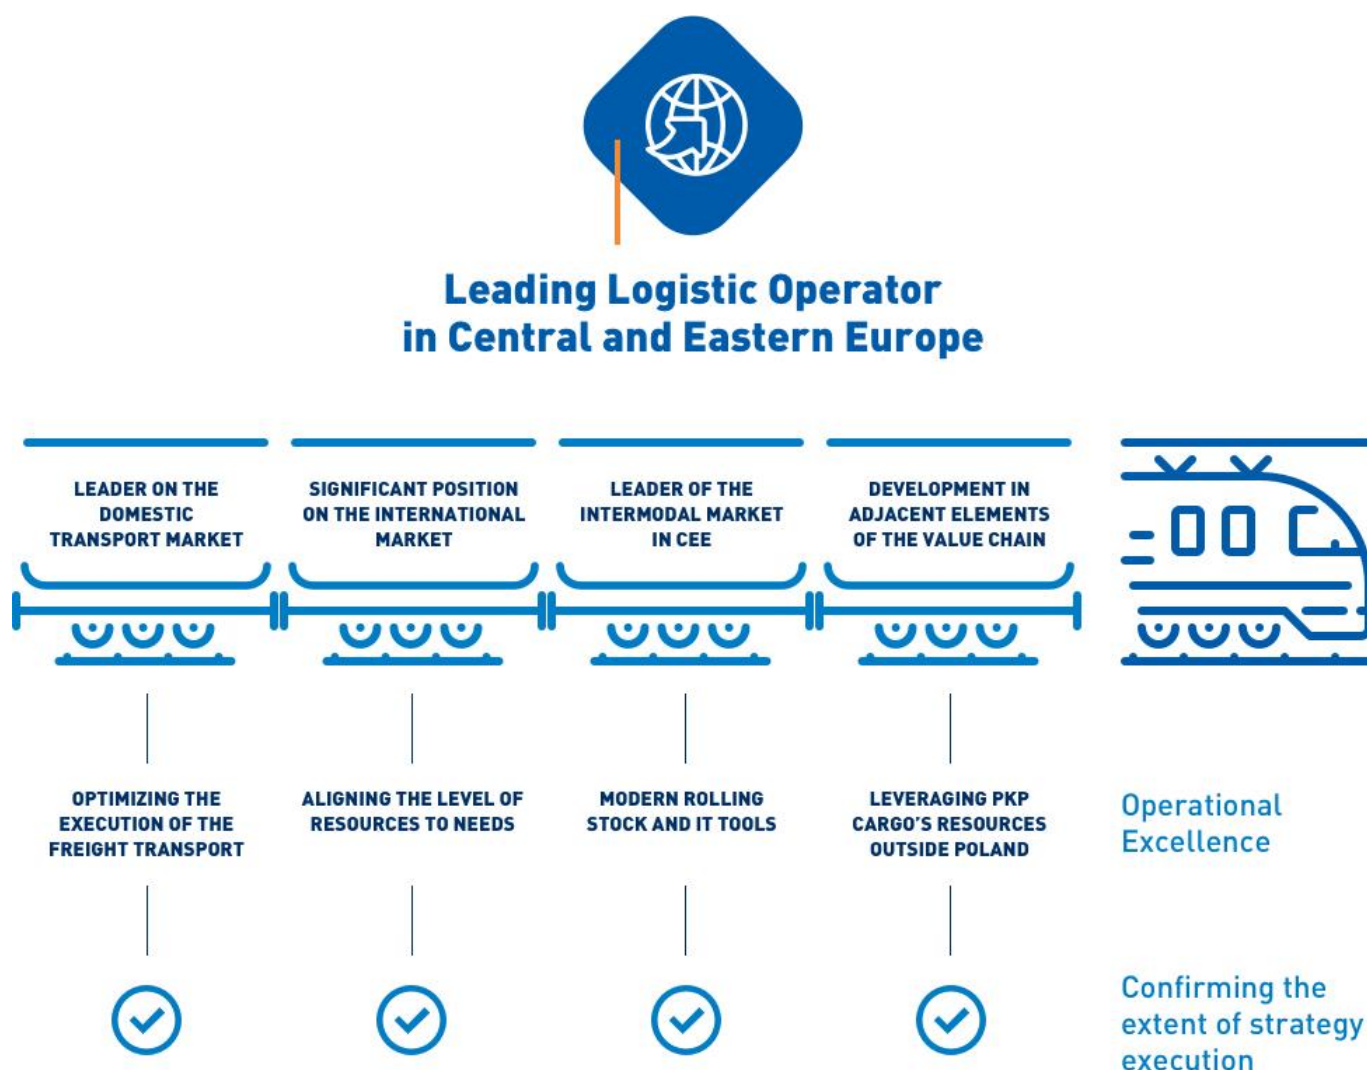 Leading Logistic Operator
in Central and Eastern Europe
LEADER ON THE
DOMESTIC
TRANSPORT MARKET
SIGNIFICANT POSITION
ON THE INTERNATIONAL
MARKET
LEADER OF THE
INTERMODAL MARKET
IN CEE
DEVELOPMENT IN
ADJACENT ELEMENTS
OF THE VALUE CHAIN
OPTIMIZING THE
EXECUTION OF THE
FREIGHT TRANSPORT
ALIGNING THE LEVEL OF
RESOURCES TO NEEDS
MODERN ROLLING
STOCK AND IT TOOLS
LEVERAGING PKP
CARGO'S RESOURCES
OUTSIDE POLAND
Operational
Excellence
Confirming the
extent of strategy
execution